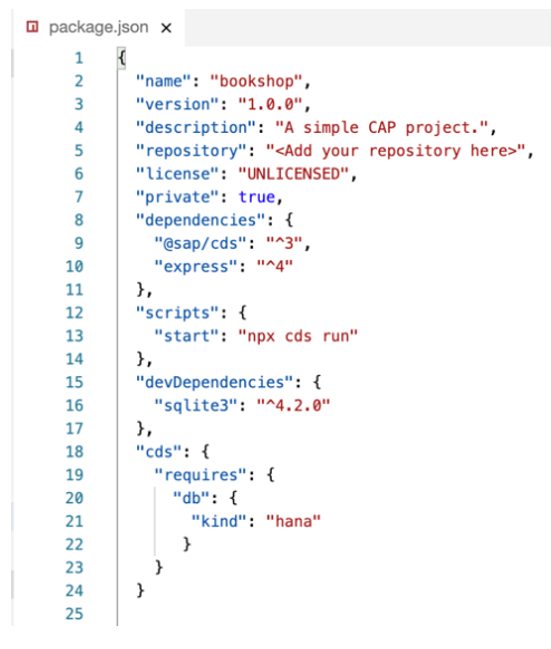 package.json ×
1 {
2 "name": "bookshop",
3 "version": "1.0.0",
4 "description": "A simple CAP project.",
5 "repository": "<Add your repository here>",
6 "license": "UNLICENSED",
7 "private": true,
8 "dependencies": {
9 "@sap/cds": "^3",
10 "express": "^4"
11 },
12 "scripts": {
13 "start": "npx cds run"
14 },
15 "devDependencies": {
16 "sqlite3": "^4.2.0"
17 },
18 "cds": {
19 "requires": {
20 "db": {
21 "kind": "hana"
22 }
23 }
24 }
25